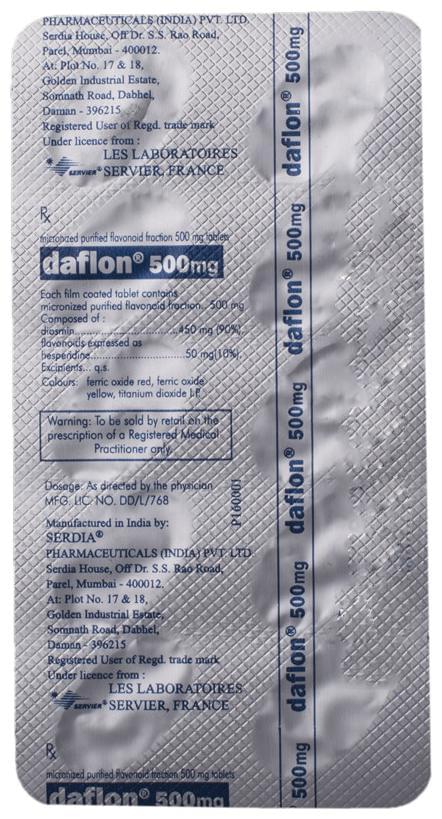 PHARMACEUTICALS (INDIA) PVT. LTD.
Serdia House, Off Dr. S.S. Rao Road,
Parel, Mumbai - 400012.
At: Plot No. 17 & 18,
Golden Industrial Estate,
Somnath Road, Dabhel,
Daman - 396215
Registered User of Regd. trade mark
Under licence from :
LES LABORATOIRES
SERVIER® SERVIER, FRANCE
Rx
micronized purified flavonoid fraction 500 mg tablets
daflon® 500mg
Each film coated tablet contains
micronized purified flavonoid fraction.. 500 mg
Composed of :
diosmin....................450 mg (90%),
flavonoids expressed as
hesperidine....................50 mg(10%),
Excipients... q.s.
Colours: ferric oxide red, ferric oxide
yellow, titanium dioxide I.P.
Warning: To be sold by retail on the
prescription of a Registered Medical
Practitioner only.
Dosage: As directed by the physician
MFG. LIC. NO. DD/L/768
P160001
Manufactured in India by:
SERDIA®
PHARMACEUTICALS (INDIA) PVT. LTD.
Serdia House, Off Dr. S.S. Rao Road,
Parel, Mumbai - 400012.
At: Plot No. 17 & 18,
Golden Industrial Estate,
Somnath Road, Dabhel,
Daman - 396215
Registered User of Regd. trade mark
Under licence from :
LES LABORATOIRES
SERVIER® SERVIER, FRANCE
Rx
micronized purified flavonoid fraction 500 mg tablets
daflon® 500mg
daflon® 500mg
daflon® 500mg
daflon® 500mg
daflon® 500mg
500mg